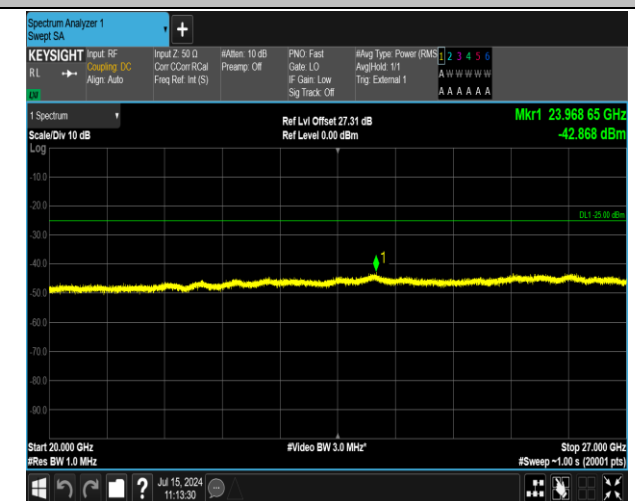 Spectrum Analyzer 1
Swept SA
KEYSIGHT
RL
Input: RF
Coupling: DC
Align: Auto
Input Z: 50 Ω
Corr CCorr RCal
Freq Ref: Int (S)
#Atten: 10 dB
Preamp: Off
PNO: Fast
Gate: LO
IF Gain: Low
Sig Track: Off
#Avg Type: Power (RMS
Avg|Hold: 1/1
Trig: External 1
1 2 3 4 5 6
A W W W W W
A A A A A A
1 Spectrum
Scale/Div 10 dB
Log
Ref Lvl Offset 27.31 dB
Ref Level 0.00 dBm
Mkr1 23.968 65 GHz
-42.868 dBm
-10.0
-20.0
DL1 -25.00 dBm
-30.0
-40.0
1
-50.0
-60.0
-70.0
-80.0
-90.0
Start 20.000 GHz
#Res BW 1.0 MHz
#Video BW 3.0 MHz*
Stop 27.000 GHz
#Sweep ~1.00 s (20001 pts)
?
Jul 15, 2024
11:13:30